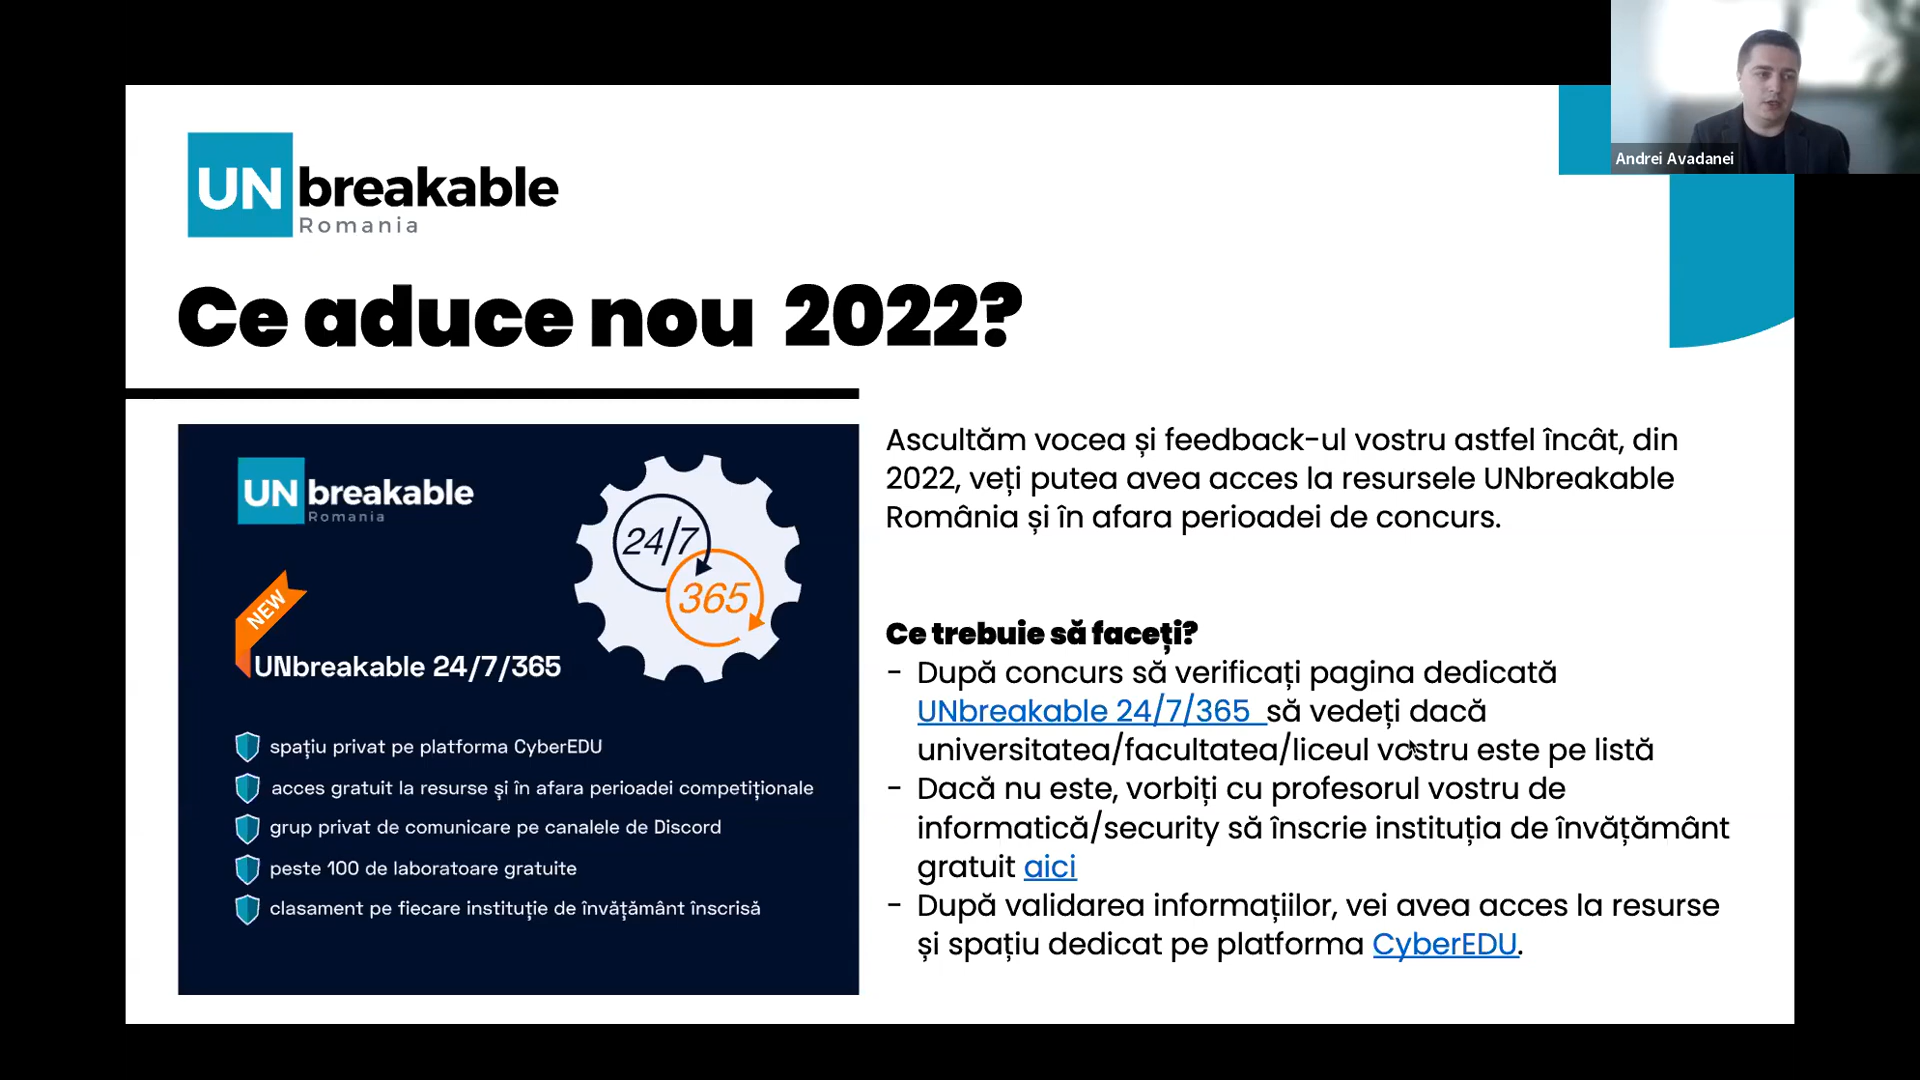 Andrei Avadanei
UNbreakable
Romania
Ce aduce nou 2022?
UNbreakable
Romania
24/7
365
NEW
UNbreakable 24/7/365
spațiu privat pe platforma CyberEDU
acces gratuit la resurse și în afara perioadei competiționale
grup privat de comunicare pe canalele de Discord
peste 100 de laboratoare gratuite
clasament pe fiecare instituție de învățământ înscrisă
Ascultăm vocea și feedback-ul vostru astfel încât, din
2022, veți putea avea acces la resursele UNbreakable
România și în afara perioadei de concurs.
Ce trebuie să faceți?
- După concurs să verificați pagina dedicată
UNbreakable 24/7/365 să vedeți dacă
universitatea/facultatea/liceul vostru este pe listă
- Dacă nu este, vorbiți cu profesorul vostru de
informatică/security să înscrie instituția de învățământ
gratuit aici
- După validarea informațiilor, vei avea acces la resurse
și spațiu dedicat pe platforma CyberEDU.